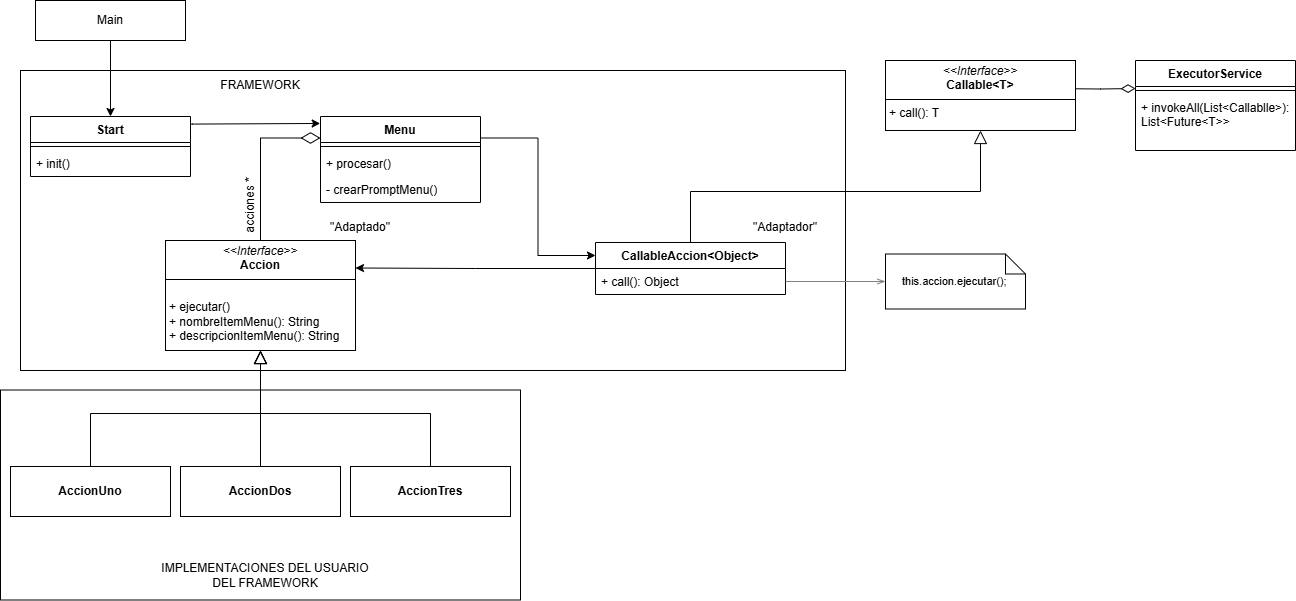 Main
FRAMEWORK
Start
+ init()
Menu
+ procesar()
- crearPromptMenu()
acciones *
"Adaptado"
<<Interface>>
Accion
+ ejecutar()
+ nombreItemMenu(): String
+ descripcionItemMenu(): String
"Adaptador"
CallableAccion<Object>
+ call(): Object
this.accion.ejecutar();
<<Interface>>
Callable<T>
+ call(): T
ExecutorService
+ invokeAll(List<Callablle>):
List<Future<T>>
AccionUno
AccionDos
AccionTres
IMPLEMENTACIONES DEL USUARIO
DEL FRAMEWORK